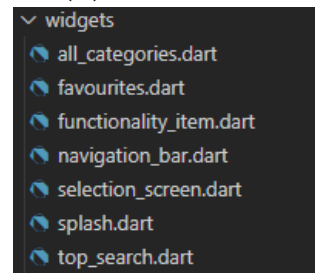 widgets
all_categories.dart
favourites.dart
functionality_item.dart
navigation_bar.dart
selection_screen.dart
splash.dart
top_search.dart